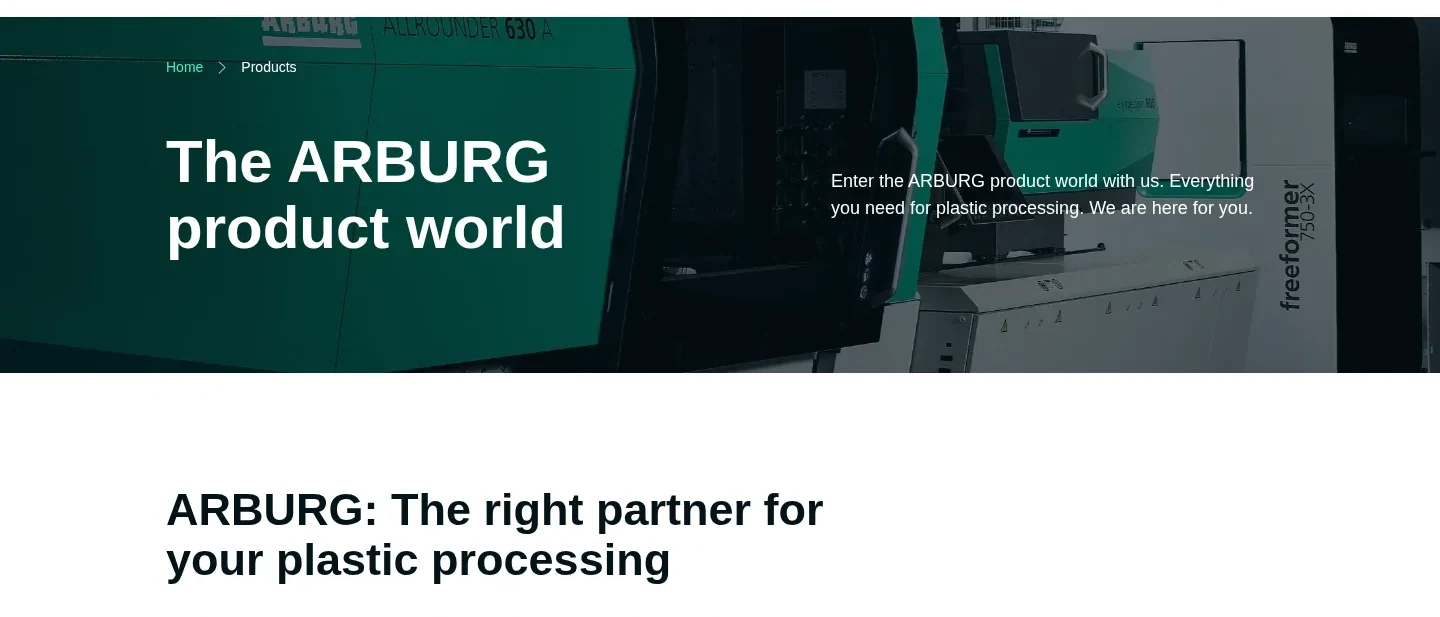 ARBURG
ALLROUNDER 630 A
Home
Products
The ARBURG
product world
Enter the ARBURG product world with us. Everything
you need for plastic processing. We are here for you.
freeformer
750-3X
ARBURG: The right partner for
your plastic processing